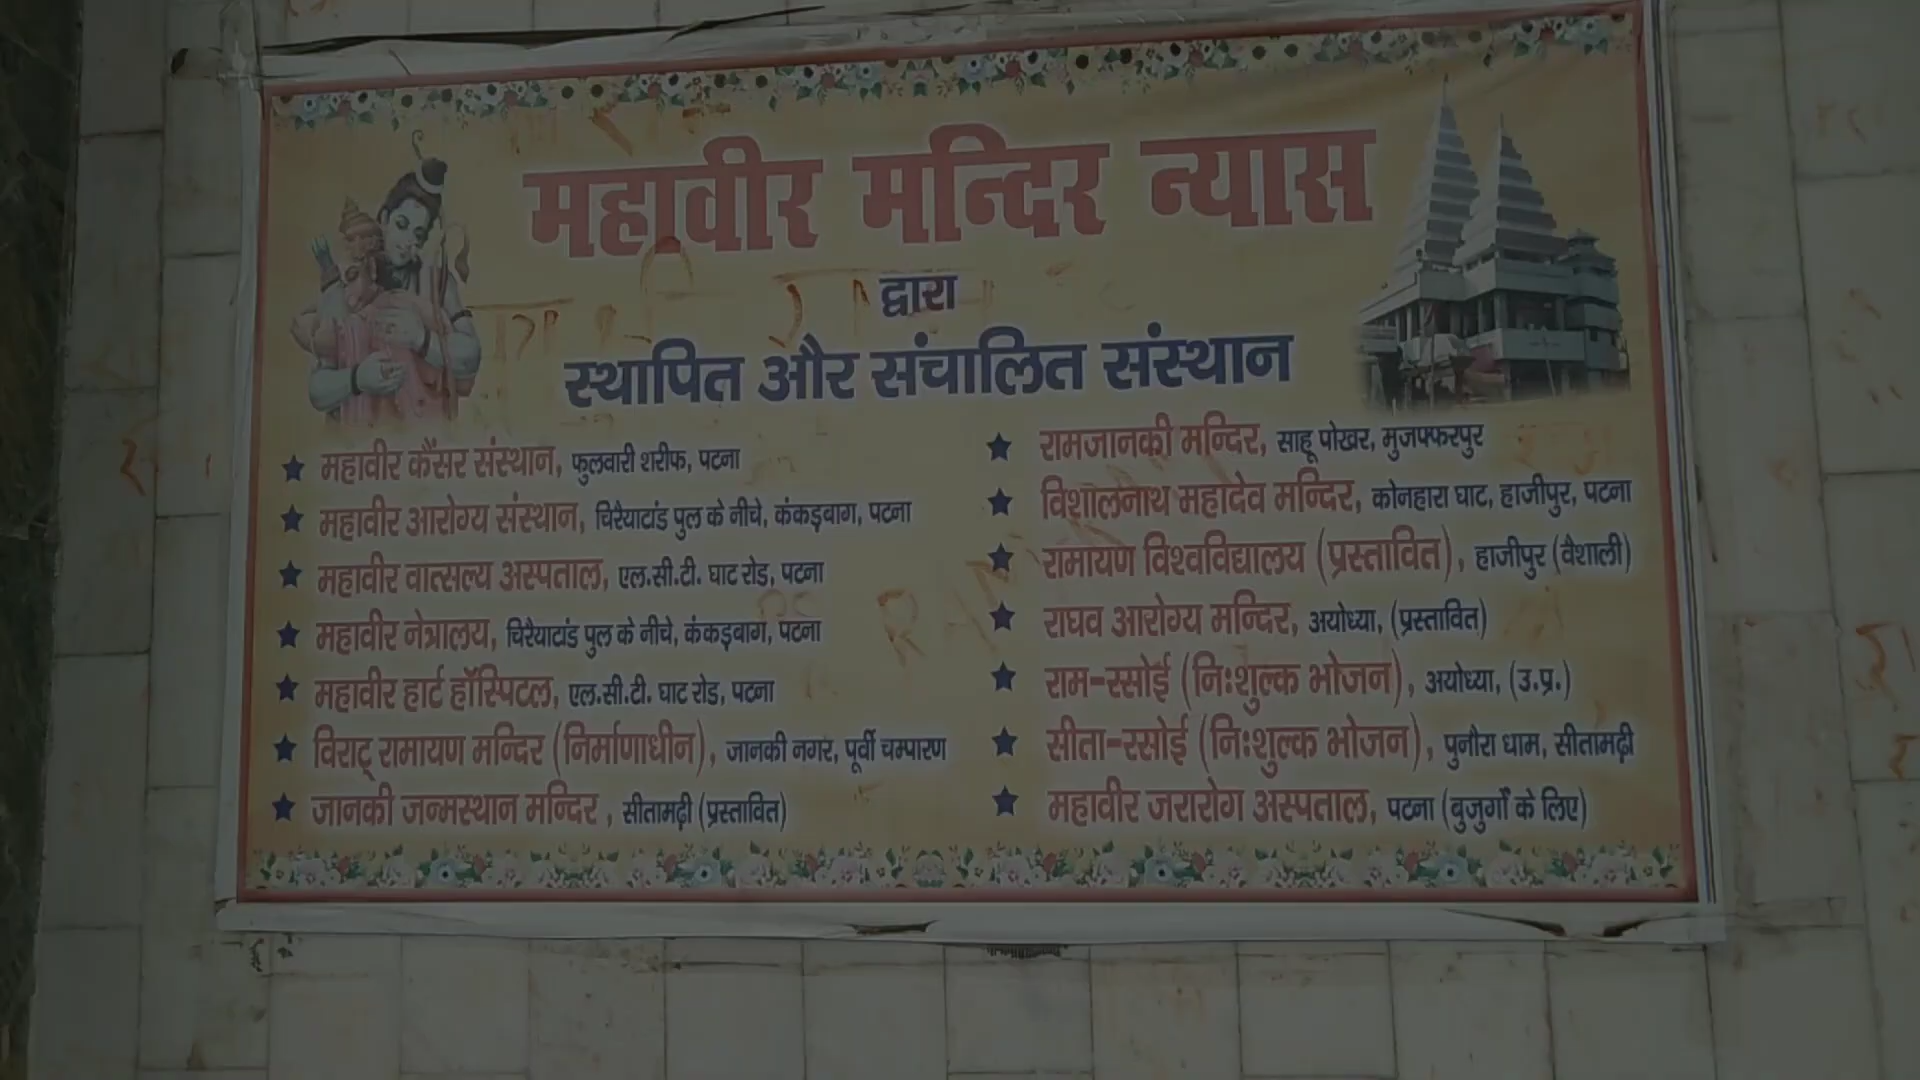 महावीर मन्दिर न्यास
द्वारा
स्थापित और संचालित संस्थान
महावीर कैंसर संस्थान, फुलवारी शरीफ, पटना
महावीर आरोग्य संस्थान, चिरैयाटांड पुल के नीचे, कंकड़बाग, पटना
महावीर वात्सल्य अस्पताल, एल.सी.टी. घाट रोड, पटना
महावीर नेत्रालय, चिरैयाटांड पुल के नीचे, कंकड़बाग, पटना
महावीर हार्ट हॉस्पिटल, एल.सी.टी. घाट रोड, पटना
विराट् रामायण मन्दिर (निर्माणाधीन), जानकी नगर, पूर्वी चम्पारण
जानकी जन्मस्थान मन्दिर, सीतामढ़ी (प्रस्तावित)
रामजानकी मन्दिर, साहू पोखर, मुजफ्फरपुर
विशालनाथ महादेव मन्दिर, कोनहारा घाट, हाजीपुर, पटना
रामायण विश्वविद्यालय (प्रस्तावित), हाजीपुर (वैशाली)
राघव आरोग्य मन्दिर, अयोध्या, (प्रस्तावित)
राम-रसोई (निःशुल्क भोजन), अयोध्या, (उ.प्र.)
सीता-रसोई (निःशुल्क भोजन), पुनौरा धाम, सीतामढ़ी
महावीर जरारोग अस्पताल, पटना (बुजुर्गों के लिए)